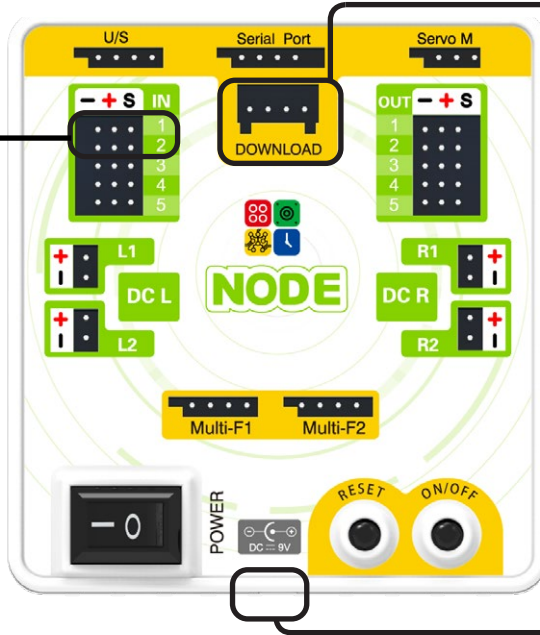 U/S Serial Port Servo M
− + S IN OUT − + S
DOWNLOAD
1 1
2 2
3 3
4 4
5 5
+ L1 R1 +
− −
DC L NODE DC R
+ +
− L2 R2 −
Multi-F1 Multi-F2
RESET ON/OFF
POWER
DC 9V